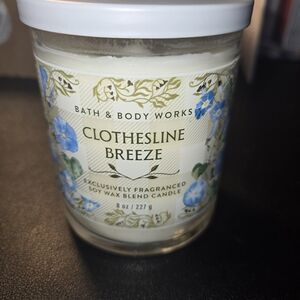 BATH & BODY WORKS
CLOTHESLINE
BREEZE
EXCLUSIVELY FRAGRANCED
SOY WAX BLEND CANDLE
8 oz / 227 g